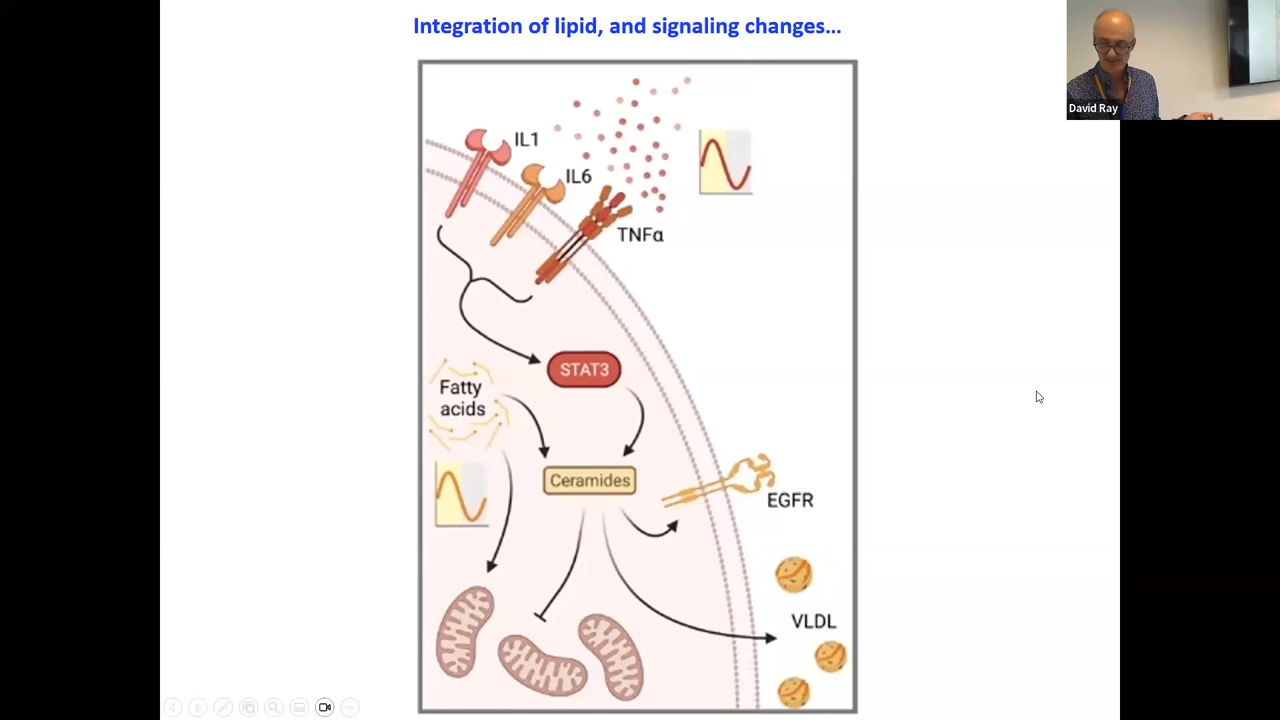 Integration of lipid, and signaling changes…
David Ray
IL1
IL6
TNFα
STAT3
Fatty
acids
Ceramides
EGFR
VLDL